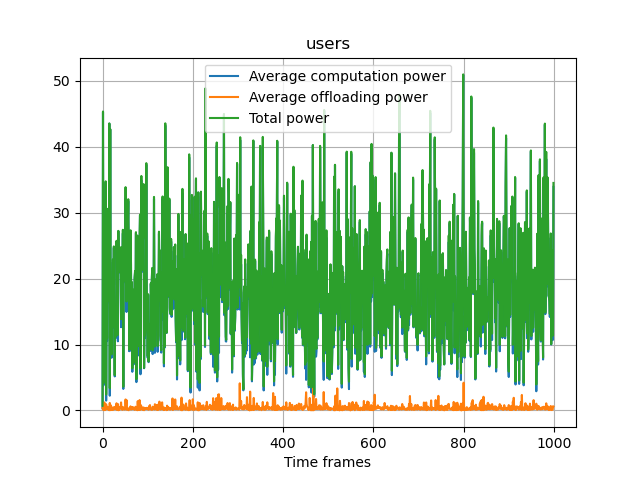 users
Average computation power
Average offloading power
Total power
50
40
30
20
10
0
0 200 400 600 800 1000
Time frames